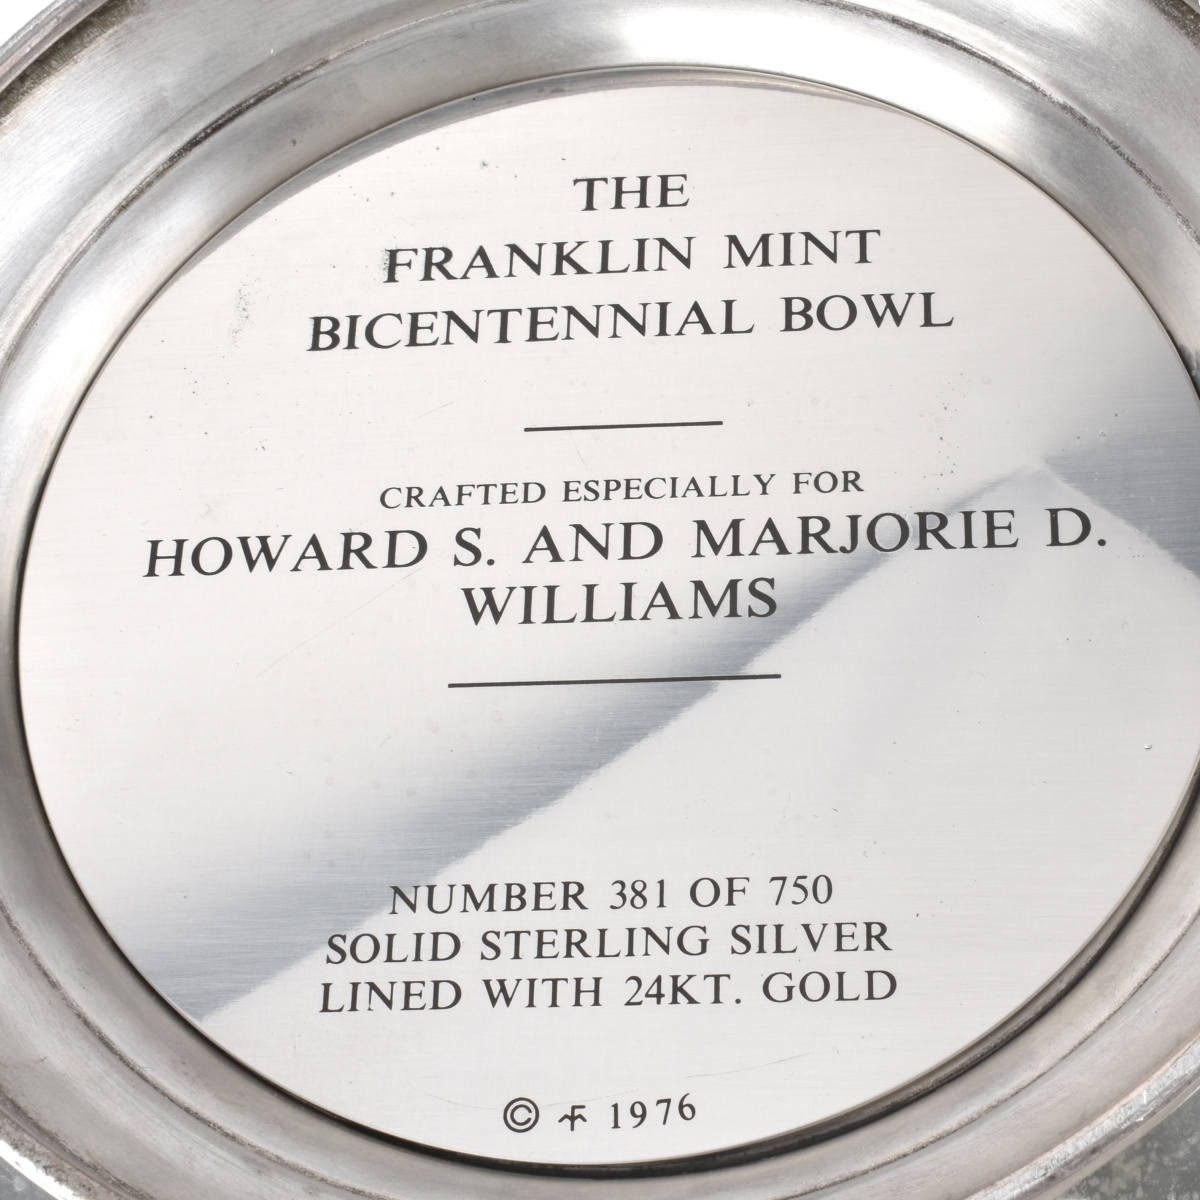 THE
FRANKLIN MINT
BICENTENNIAL BOWL
CRAFTED ESPECIALLY FOR
HOWARD S. AND MARJORIE D.
WILLIAMS
NUMBER 381 OF 750
SOLID STERLING SILVER
LINED WITH 24KT. GOLD
© 1976